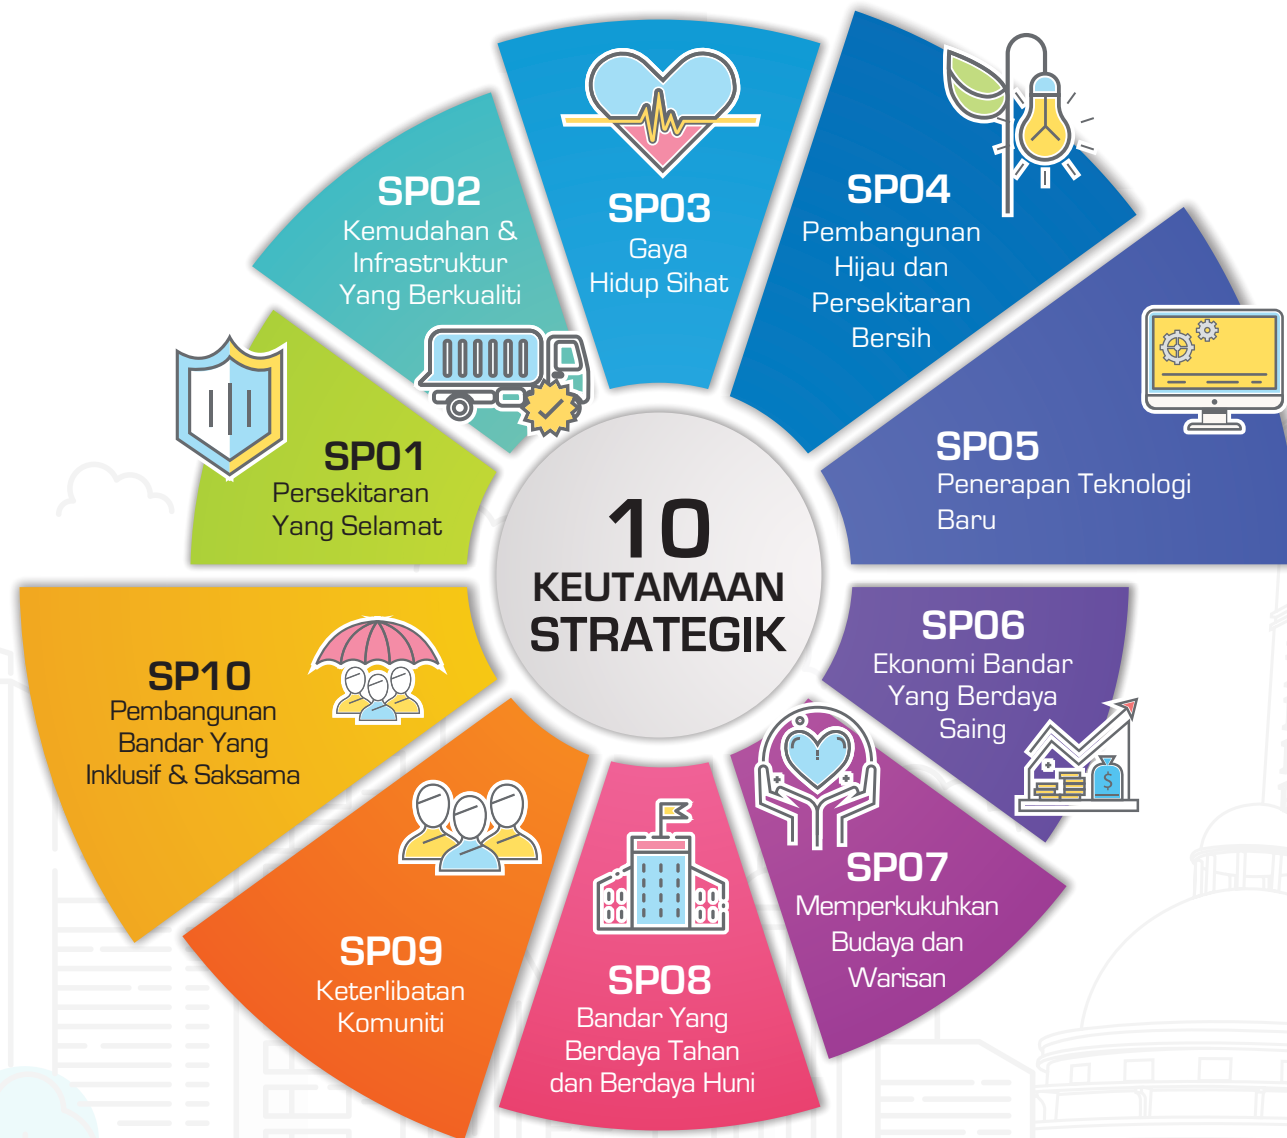 10
KEUTAMAAN
STRATEGIK
SP01
Persekitaran
Yang Selamat
SP02
Kemudahan &
Infrastruktur
Yang Berkualiti
SP03
Gaya
Hidup Sihat
SP04
Pembangunan
Hijau dan
Persekitaran
Bersih
SP05
Penerapan Teknologi
Baru
SP06
Ekonomi Bandar
Yang Berdaya
Saing
$
SP07
Memperkukuhkan
Budaya dan
Warisan
SP08
Bandar Yang
Berdaya Tahan
dan Berdaya Huni
SP09
Keterlibatan
Komuniti
SP10
Pembangunan
Bandar Yang
Inklusif & Saksama